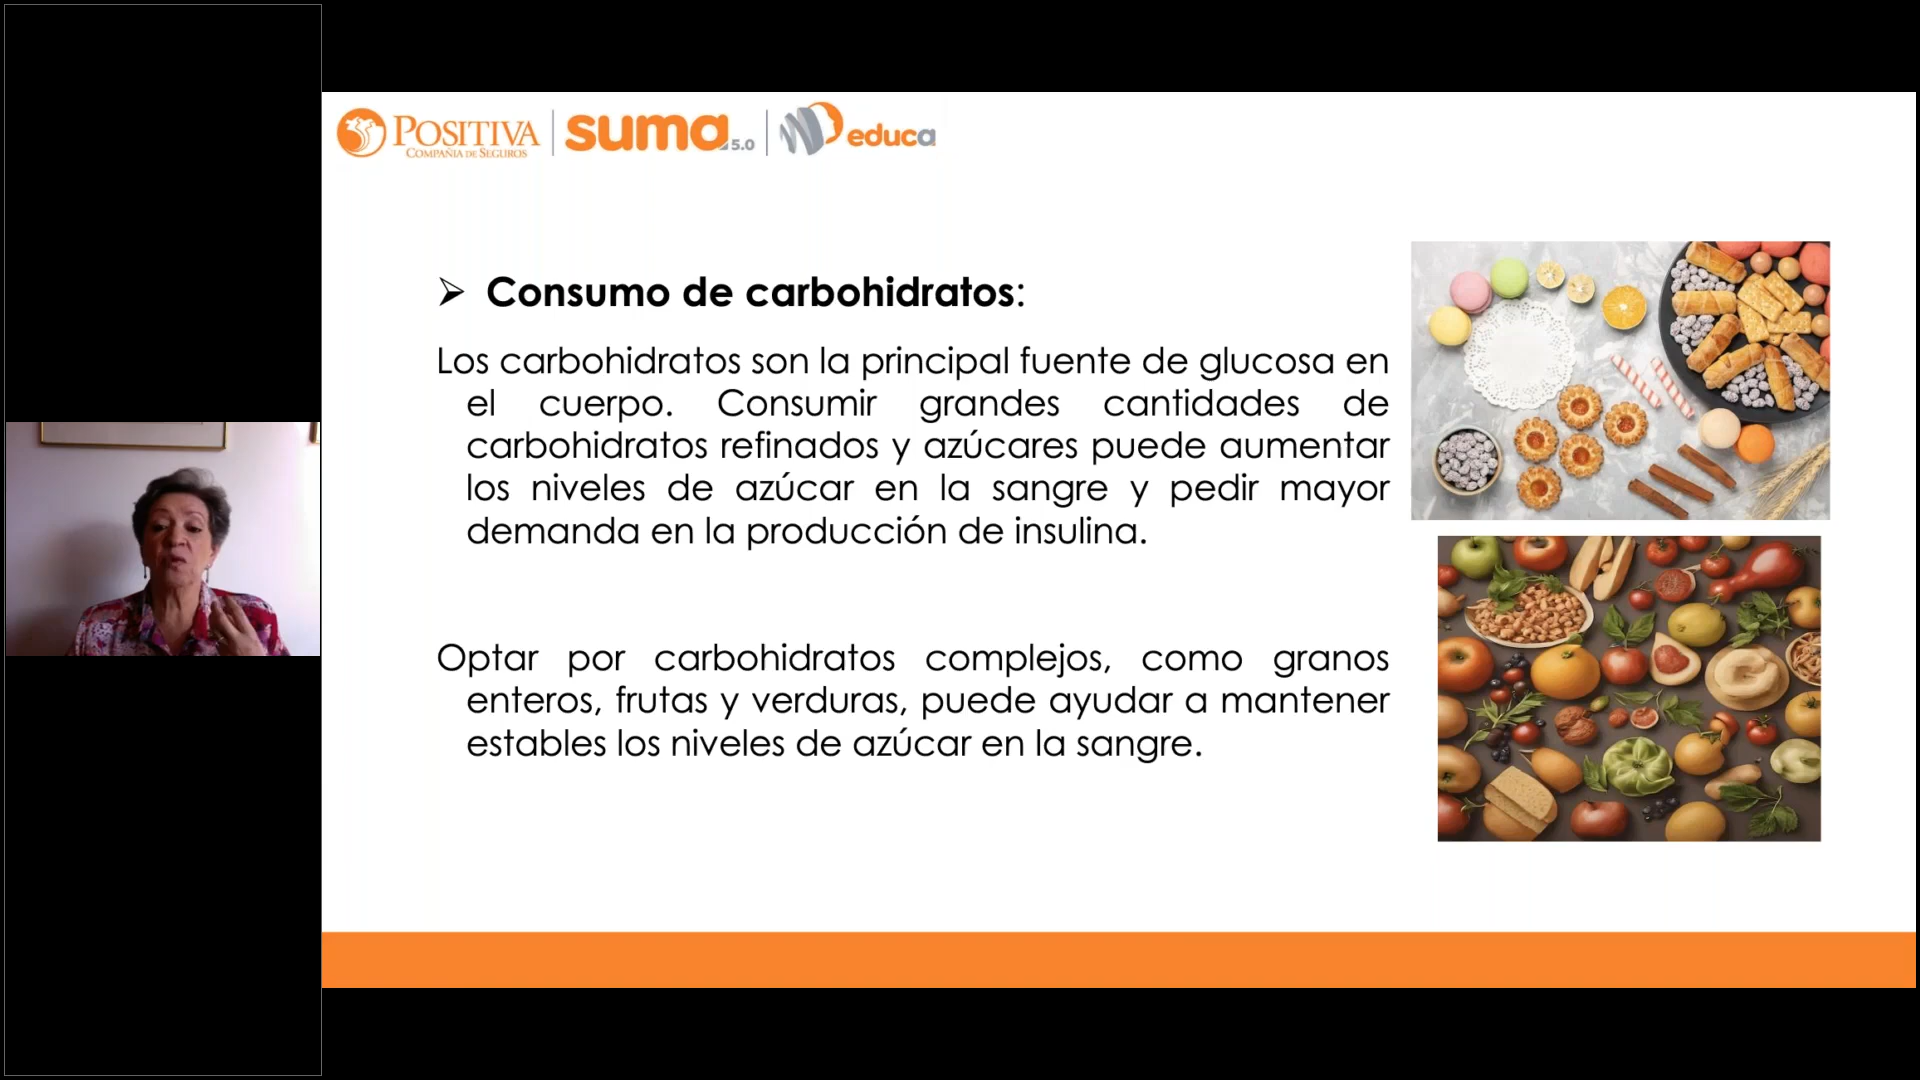 POSITIVA
COMPAÑÍA DE SEGUROS
suma 5.0
educa
➢ Consumo de carbohidratos:
Los carbohidratos son la principal fuente de glucosa en
el cuerpo. Consumir grandes cantidades de
carbohidratos refinados y azúcares puede aumentar
los niveles de azúcar en la sangre y pedir mayor
demanda en la producción de insulina.
Optar por carbohidratos complejos, como granos
enteros, frutas y verduras, puede ayudar a mantener
estables los niveles de azúcar en la sangre.